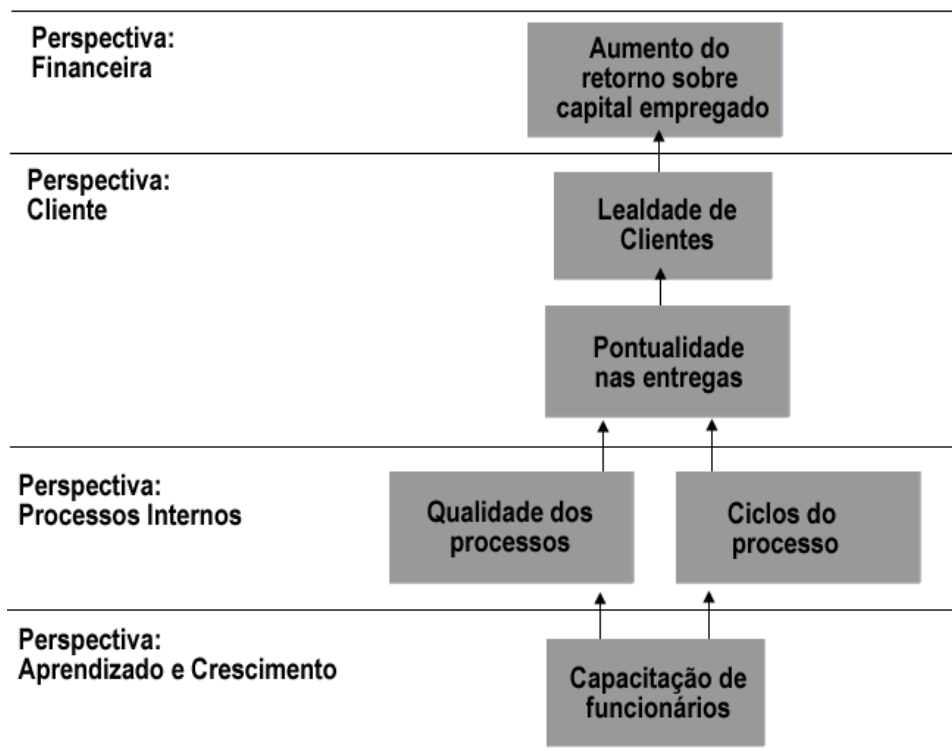 Perspectiva:
Financeira
Aumento do
retorno sobre
capital empregado
Perspectiva:
Cliente
Lealdade de
Clientes
Pontualidade
nas entregas
Perspectiva:
Processos Internos
Qualidade dos
processos
Ciclos do
processo
Perspectiva:
Aprendizado e Crescimento
Capacitação de
funcionários